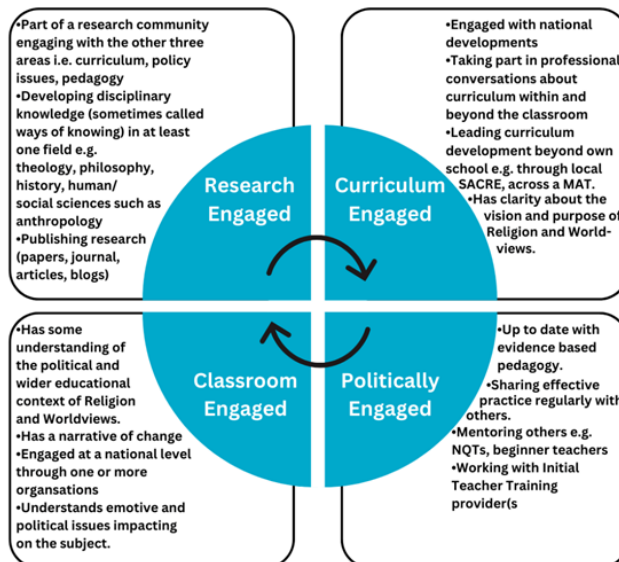 •Part of a research community
engaging with the other three
areas i.e. curriculum, policy
issues, pedagogy
•Developing disciplinary
knowledge (sometimes called
ways of knowing) in at least
one field e.g.
theology, philosophy,
history, human/
social sciences such as
anthropology
•Publishing research
(papers, journal,
articles, blogs)
•Engaged with national
developments
•Taking part in professional
conversations about
curriculum within and
beyond the classroom
•Leading curriculum
development beyond own
school e.g. through local
SACRE, across a MAT.
•Has clarity about the
vision and purpose of
Religion and World-
views.
Research
Engaged
Curriculum
Engaged
Classroom
Engaged
Politically
Engaged
•Has some
understanding of
the political and
wider educational
context of Religion
and Worldviews.
•Has a narrative of change
•Engaged at a national level
through one or more
organsations
•Understands emotive and
political issues impacting
on the subject.
•Up to date with
evidence based
pedagogy.
•Sharing effective
practice regularly with
others.
•Mentoring others e.g.
NQTs, beginner teachers
•Working with Initial
Teacher Training
provider(s